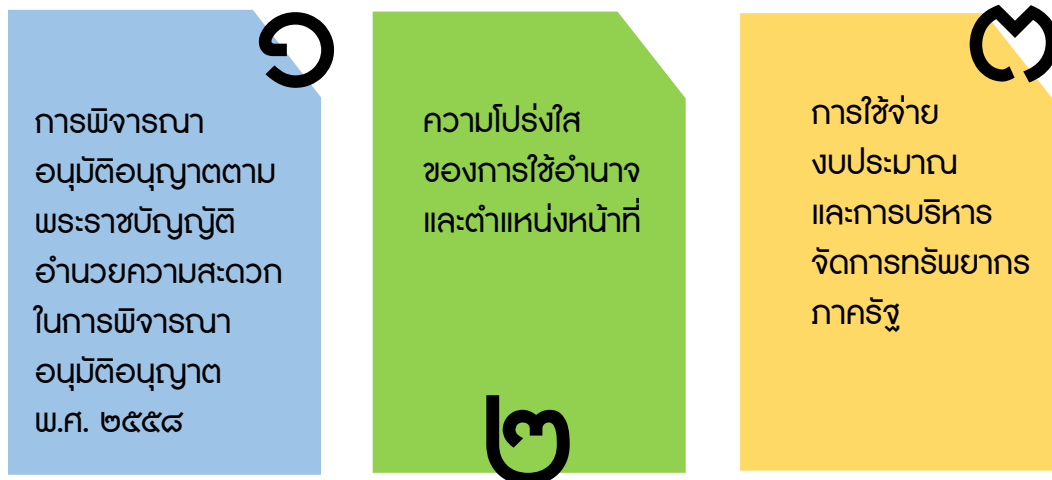 ๑
การพิจารณา
อนุมัติอนุญาตตาม
พระราชบัญญัติ
อำนวยความสะดวก
ในการพิจารณา
อนุมัติอนุญาต
พ.ศ. ๒๕๕๘
ความโปร่งใส
ของการใช้อำนาจ
และตำแหน่งหน้าที่
๒
๓
การใช้จ่าย
งบประมาณ
และการบริหาร
จัดการทรัพยากร
ภาครัฐ